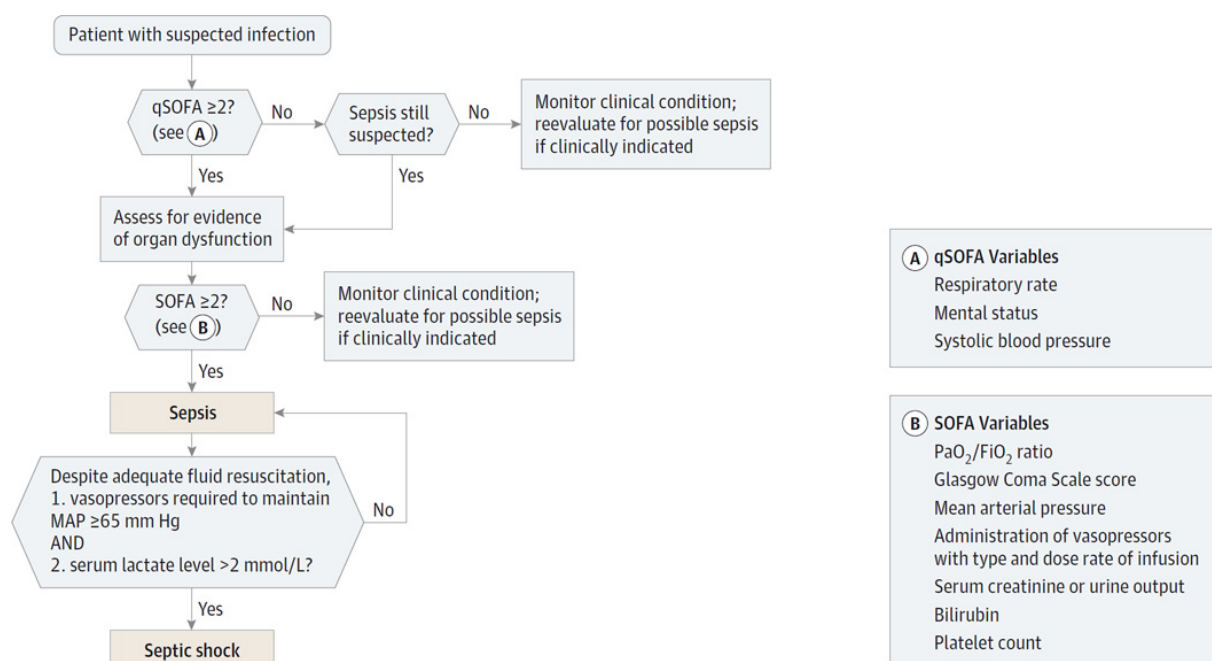 Patient with suspected infection
qSOFA ≥2?
(see A)
No
Sepsis still
suspected?
No
Monitor clinical condition;
reevaluate for possible sepsis
if clinically indicated
Yes
Yes
Assess for evidence
of organ dysfunction
SOFA ≥2?
(see B)
No
Monitor clinical condition;
reevaluate for possible sepsis
if clinically indicated
Yes
Sepsis
Despite adequate fluid resuscitation,
1. vasopressors required to maintain
MAP ≥65 mm Hg
AND
2. serum lactate level >2 mmol/L?
No
Yes
Septic shock
A qSOFA Variables
Respiratory rate
Mental status
Systolic blood pressure
B SOFA Variables
PaO₂/FiO₂ ratio
Glasgow Coma Scale score
Mean arterial pressure
Administration of vasopressors
with type and dose rate of infusion
Serum creatinine or urine output
Bilirubin
Platelet count